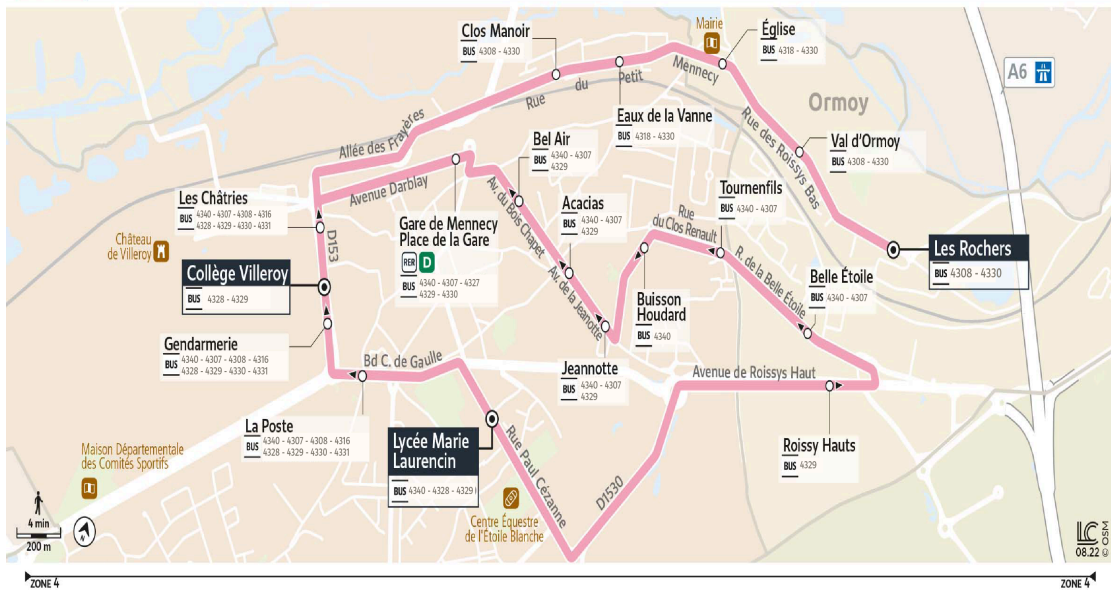 Clos Manoir
BUS 4308 - 4330
Mairie
Église
BUS 4318 - 4330
A6
Rue du Petit Mennecy
Ormoy
Allée des Frayères
Eaux de la Vanne
BUS 4318 - 4330
Rue des Roissys Bas
Val d'Ormoy
BUS 4308 - 4330
Bel Air
BUS 4340 - 4307
4329
Avenue Darblay
Av. du Bois Chapet
Les Châtries
BUS 4340 - 4307 - 4308 - 4316
4328 - 4329 - 4330 - 4331
D153
Acacias
BUS 4340 - 4307
4329
Tournenfils
BUS 4340 - 4307
Rue
du Clos Renault
Gare de Mennecy
Place de la Gare
RER D
BUS 4340 - 4307 - 4327
4329 - 4330
Château
de Villeroy
Les Rochers
BUS 4308 - 4330
R. de la Belle Étoile
Collège Villeroy
BUS 4328 - 4329
Av. de la Jeanotte
Belle Étoile
BUS 4340 - 4307
Buisson
Houdard
BUS 4340
Gendarmerie
BUS 4340 - 4307 - 4308 - 4316
4328 - 4329 - 4330 - 4331
Bd C. de Gaulle
Jeannotte
BUS 4340 - 4307
4329
Avenue de Roissys Haut
La Poste
BUS 4340 - 4307 - 4308 - 4316
4328 - 4329 - 4330 - 4331
Lycée Marie
Laurencin
BUS 4340 - 4328 - 4329
Rue Paul Cézanne
Roissy Hauts
BUS 4329
Maison Départementale
des Comités Sportifs
D1530
Centre Équestre
de l'Étoile Blanche
4 min
200 m
LC
08.22 © OSM
ZONE 4
ZONE 4